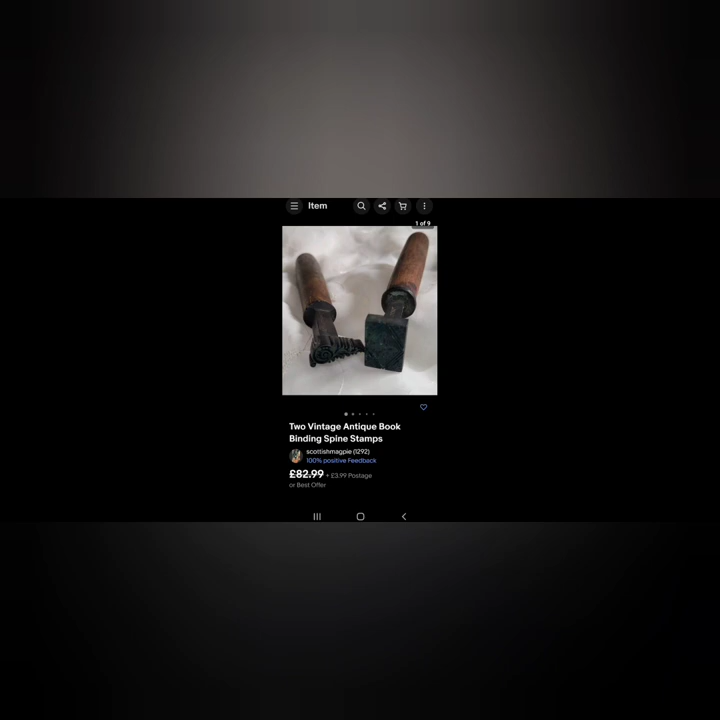 Item
1 of 9
Two Vintage Antique Book
Binding Spine Stamps
scottishmagpie (1292)
100% positive Feedback
£82.99 + £3.99 Postage
or Best Offer